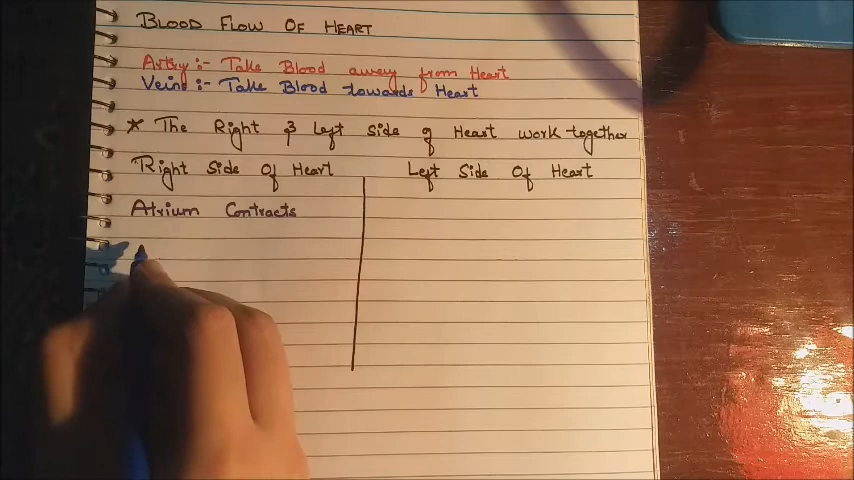 BLOOD FLOW OF HEART
Artry :- Take Blood away from Heart
Veins :- Take Blood towards Heart
* The Right & Left Side of Heart work together
Right Side Of Heart
Left Side Of Heart
Atrium Contracts